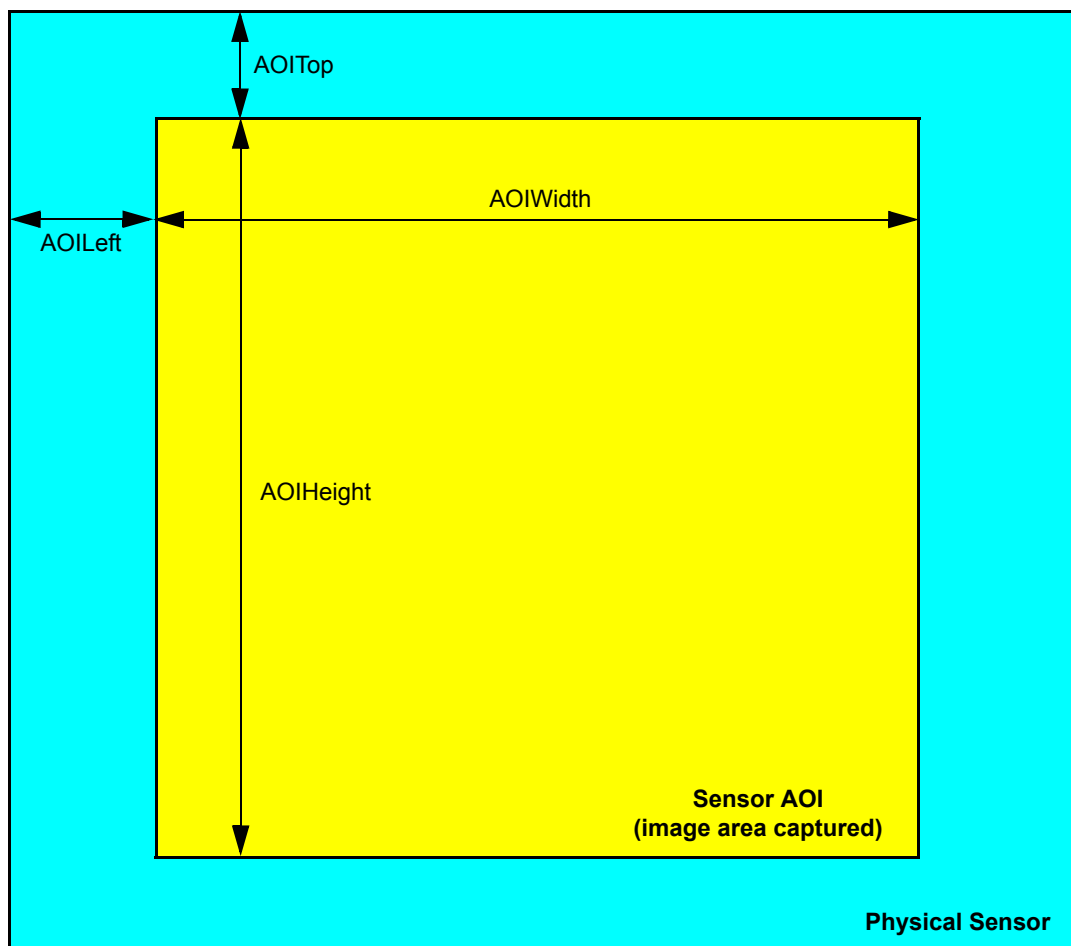 AOITop
AOIWidth
AOILeft
AOIHeight
Sensor AOI
(image area captured)
Physical Sensor